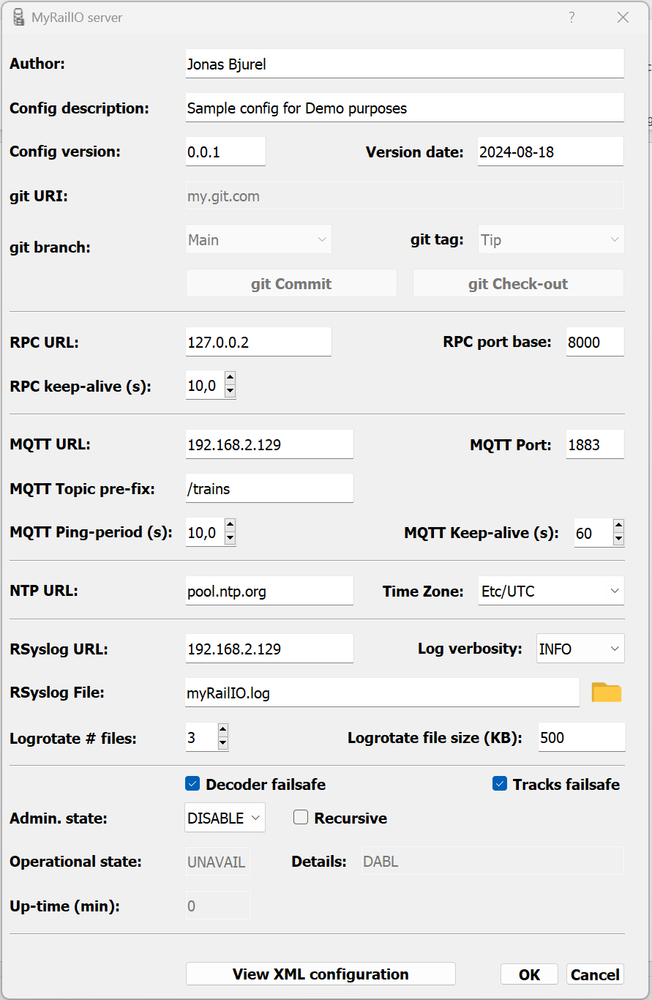 MyRailIO server ?
Author: Jonas Bjurel
Config description: Sample config for Demo purposes
Config version: 0.0.1 Version date: 2024-08-18
git URI: my.git.com
git branch: Main git tag: Tip
git Commit git Check-out
RPC URL: 127.0.0.2 RPC port base: 8000
RPC keep-alive (s): 10,0
MQTT URL: 192.168.2.129 MQTT Port: 1883
MQTT Topic pre-fix: /trains
MQTT Ping-period (s): 10,0 MQTT Keep-alive (s): 60
NTP URL: pool.ntp.org Time Zone: Etc/UTC
RSyslog URL: 192.168.2.129 Log verbosity: INFO
RSyslog File: myRailIO.log
Logrotate # files: 3 Logrotate file size (KB): 500
Decoder failsafe Tracks failsafe
Admin. state: DISABLE Recursive
Operational state: UNAVAIL Details: DABL
Up-time (min): 0
View XML configuration OK Cancel